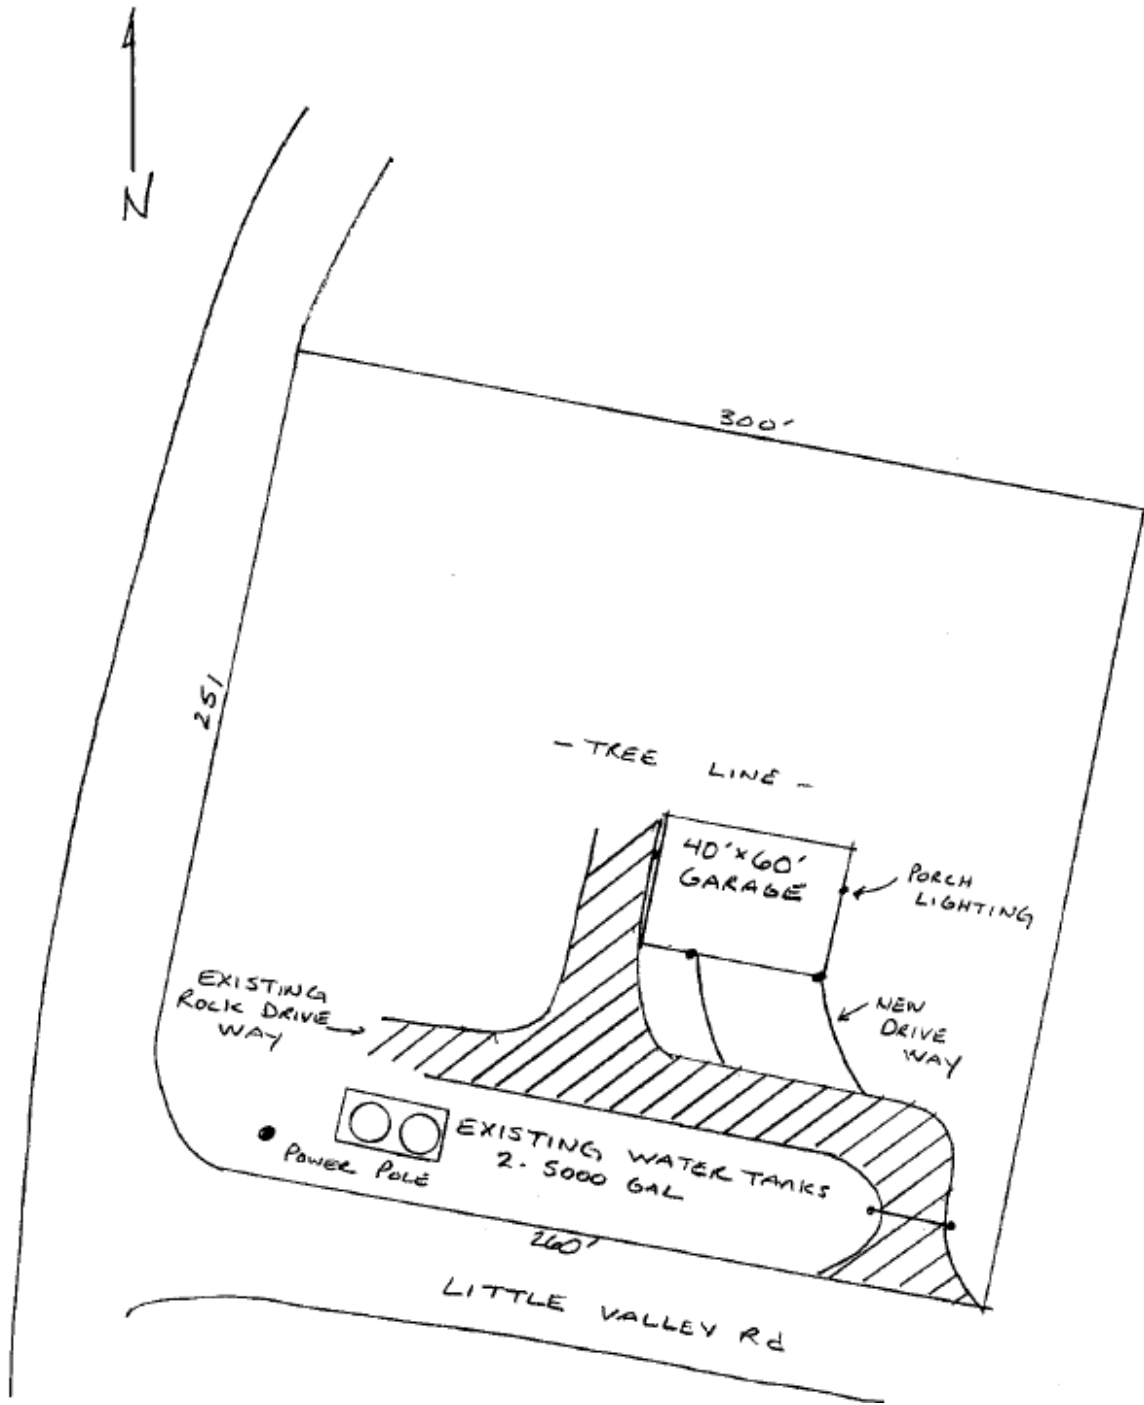 N
300'
251
- TREE LINE -
40'x60'
GARAGE
PORCH
LIGHTING
EXISTING
ROCK DRIVE
WAY
NEW
DRIVE
WAY
EXISTING WATER TANKS
2. 5000 GAL
POWER POLE
260'
LITTLE VALLEY Rd